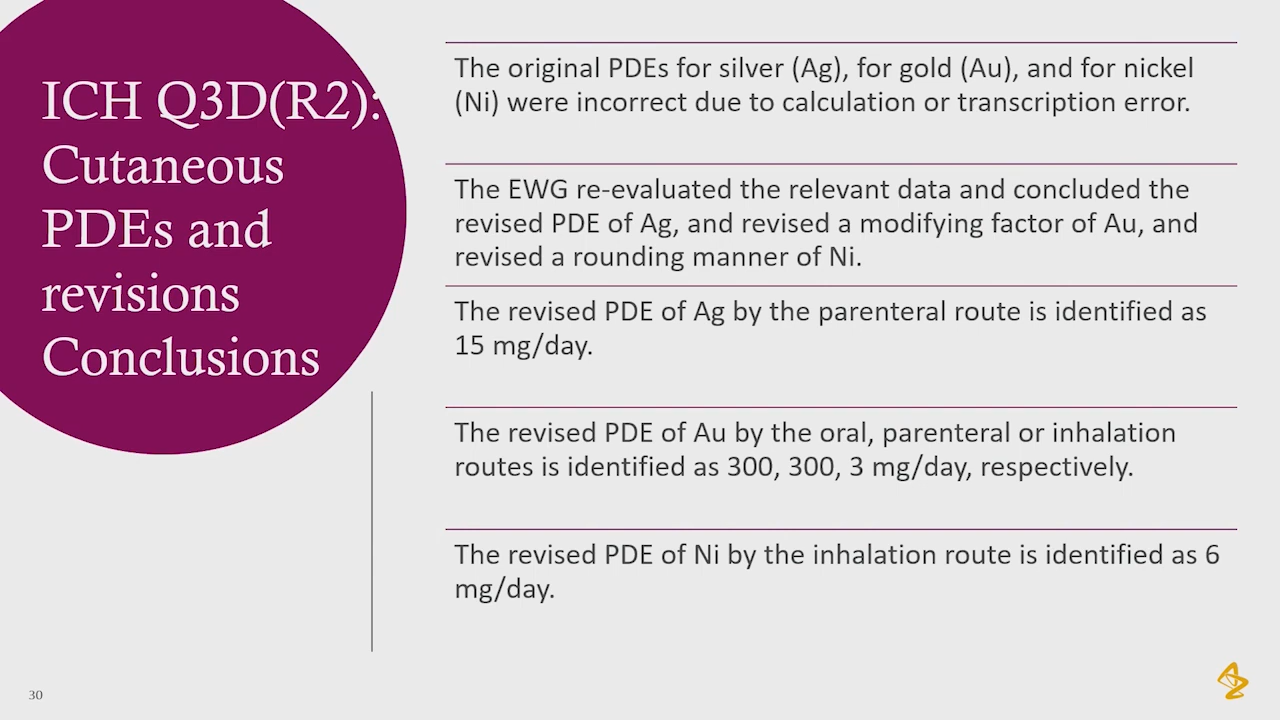 ICH Q3D(R2):
Cutaneous
PDEs and
revisions
Conclusions
The original PDEs for silver (Ag), for gold (Au), and for nickel
(Ni) were incorrect due to calculation or transcription error.
The EWG re-evaluated the relevant data and concluded the
revised PDE of Ag, and revised a modifying factor of Au, and
revised a rounding manner of Ni.
The revised PDE of Ag by the parenteral route is identified as
15 mg/day.
The revised PDE of Au by the oral, parenteral or inhalation
routes is identified as 300, 300, 3 mg/day, respectively.
The revised PDE of Ni by the inhalation route is identified as 6
mg/day.
30